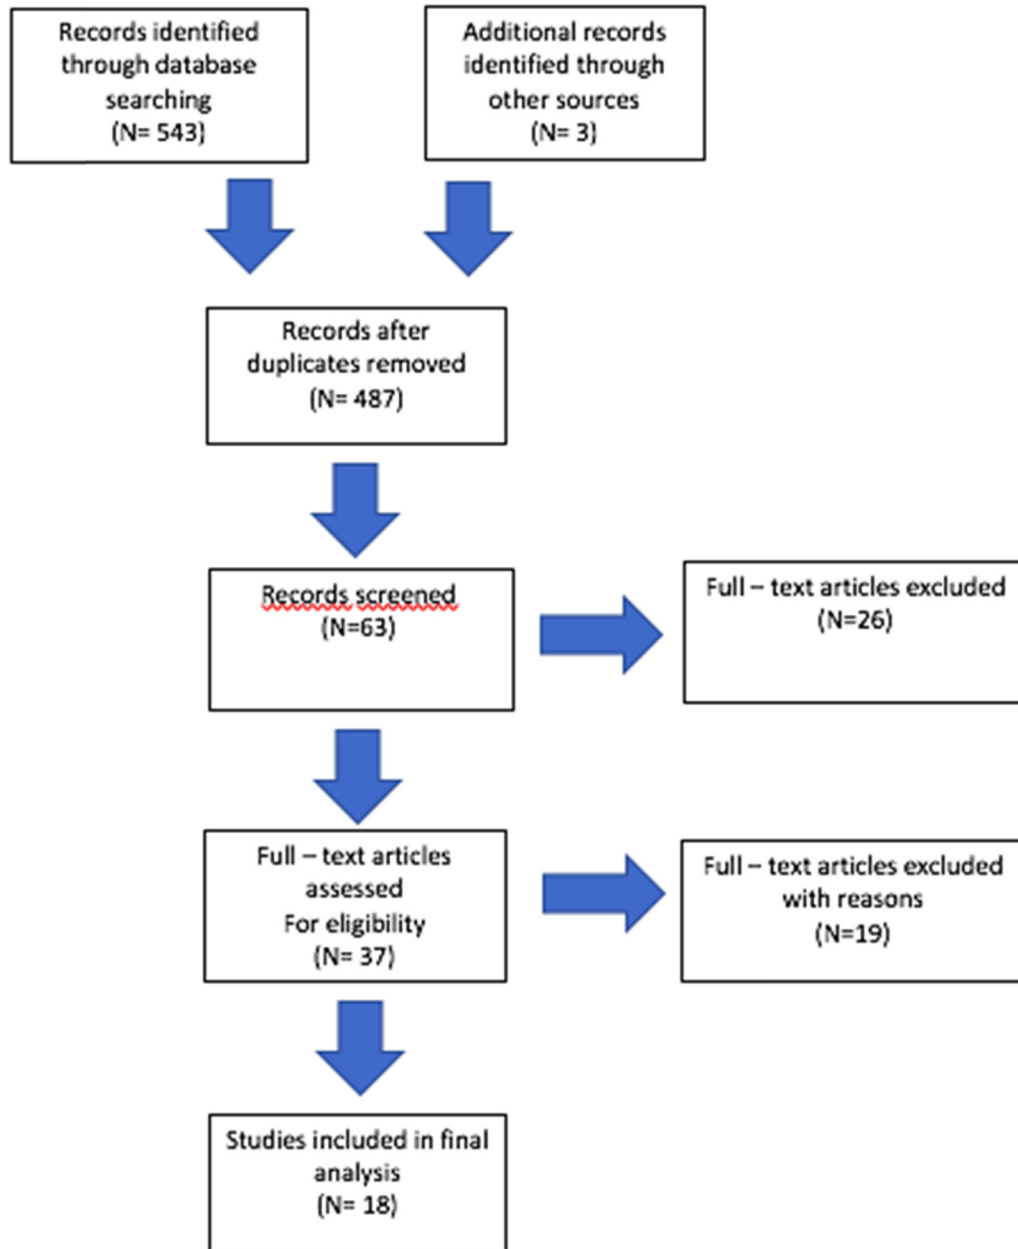 Records identified
through database
searching
(N= 543)
Additional records
identified through
other sources
(N= 3)
Records after
duplicates removed
(N= 487)
Records screened
(N=63)
Full – text articles excluded
(N=26)
Full – text articles
assessed
For eligibility
(N= 37)
Full – text articles excluded
with reasons
(N=19)
Studies included in final
analysis
(N= 18)